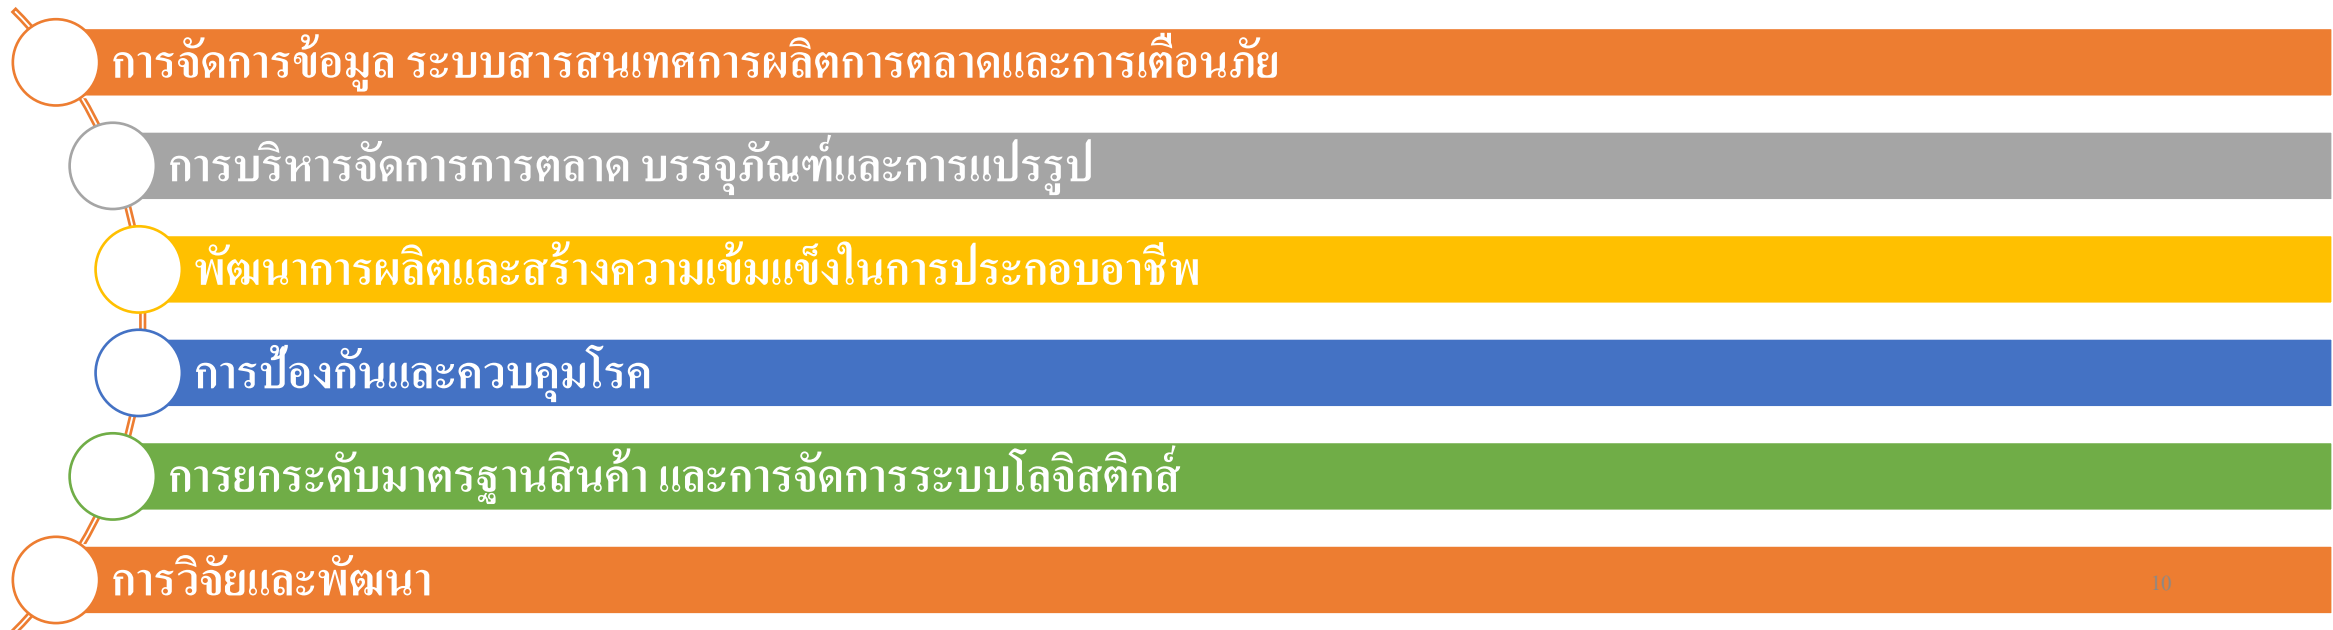 การจัดการข้อมูล ระบบสารสนเทศการผลิตการตลาดและการเตือนภัย
การบริหารจัดการการตลาด บรรจุภัณฑ์และการแปรรูป
พัฒนาการผลิตและสร้างความเข้มแข็งในการประกอบอาชีพ
การป้องกันและควบคุมโรค
การยกระดับมาตรฐานสินค้า และการจัดการระบบโลจิสติกส์
การวิจัยและพัฒนา
10